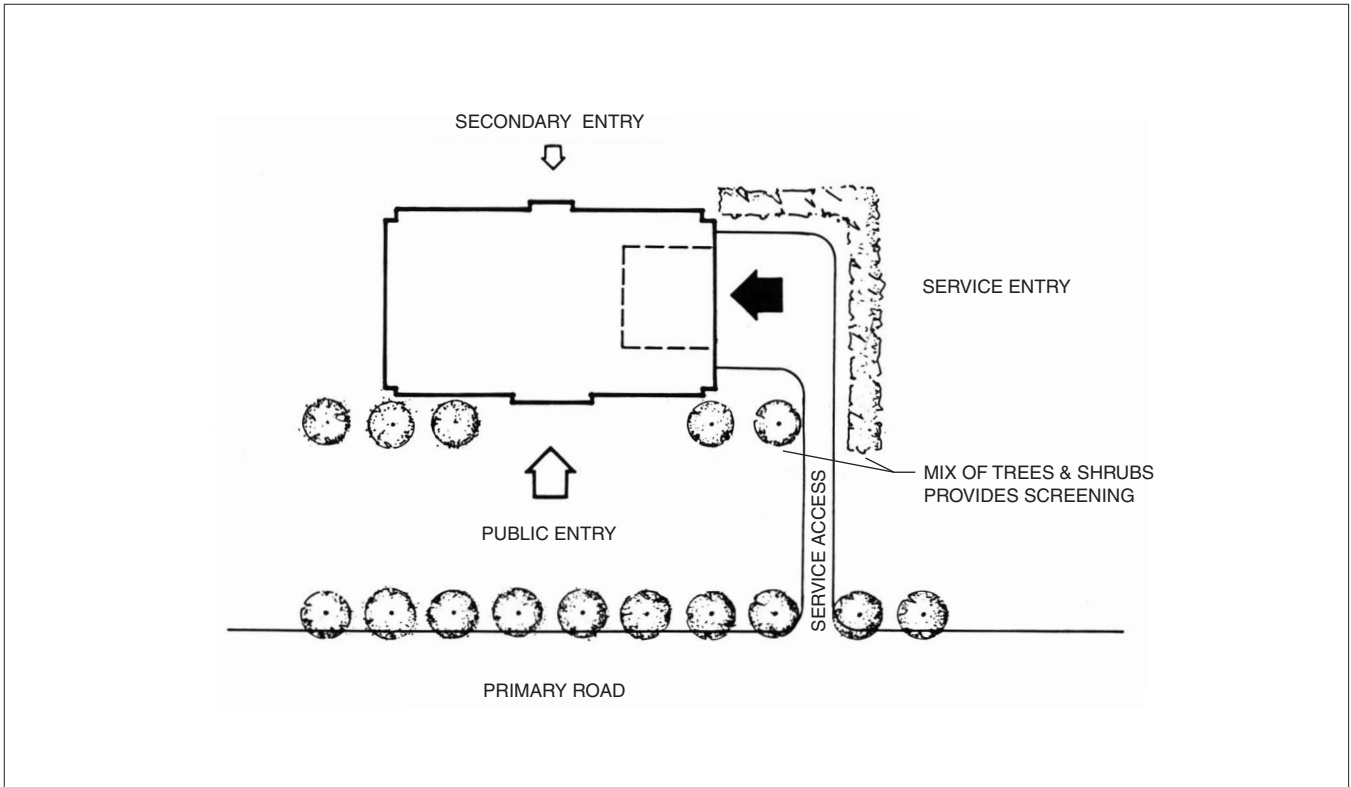 SECONDARY ENTRY
SERVICE ENTRY
MIX OF TREES & SHRUBS
PROVIDES SCREENING
PUBLIC ENTRY
SERVICE ACCESS
PRIMARY ROAD